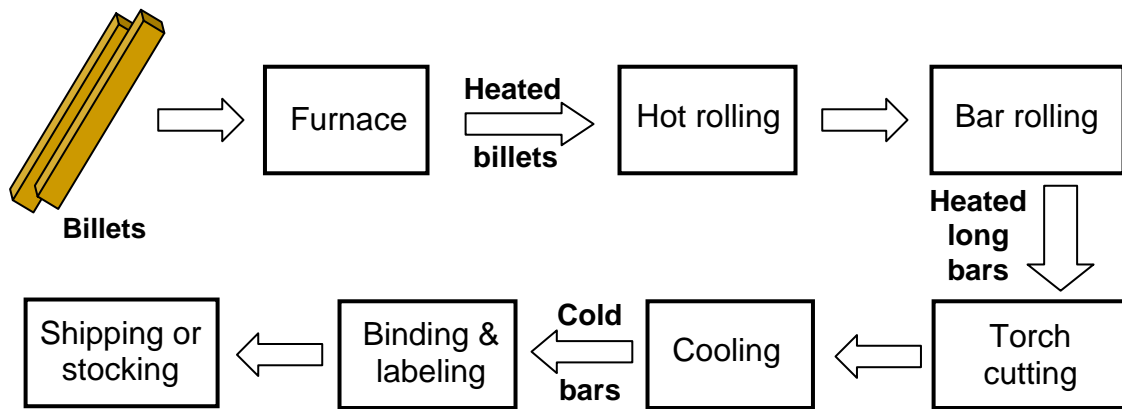 Billets
Furnace
Heated
billets
Hot rolling
Bar rolling
Heated
long
bars
Torch
cutting
Cooling
Cold
bars
Binding &
labeling
Shipping or
stocking